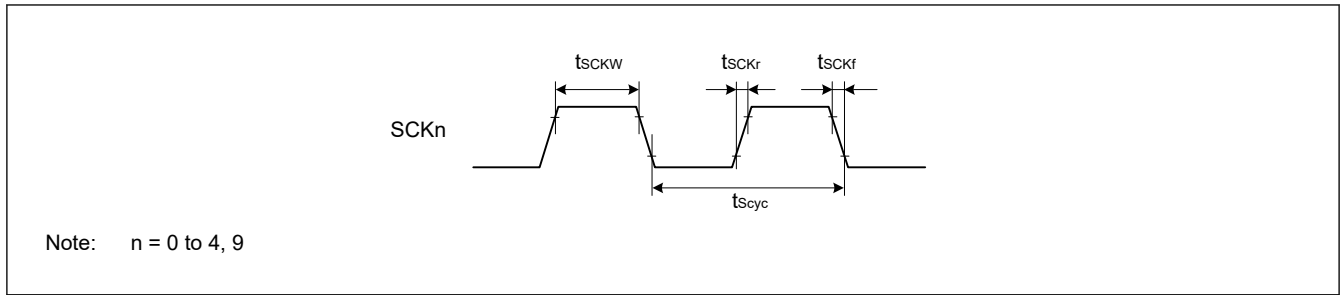 tSCKW tSCKr tSCKf
SCKn
tScyc
Note: n = 0 to 4, 9